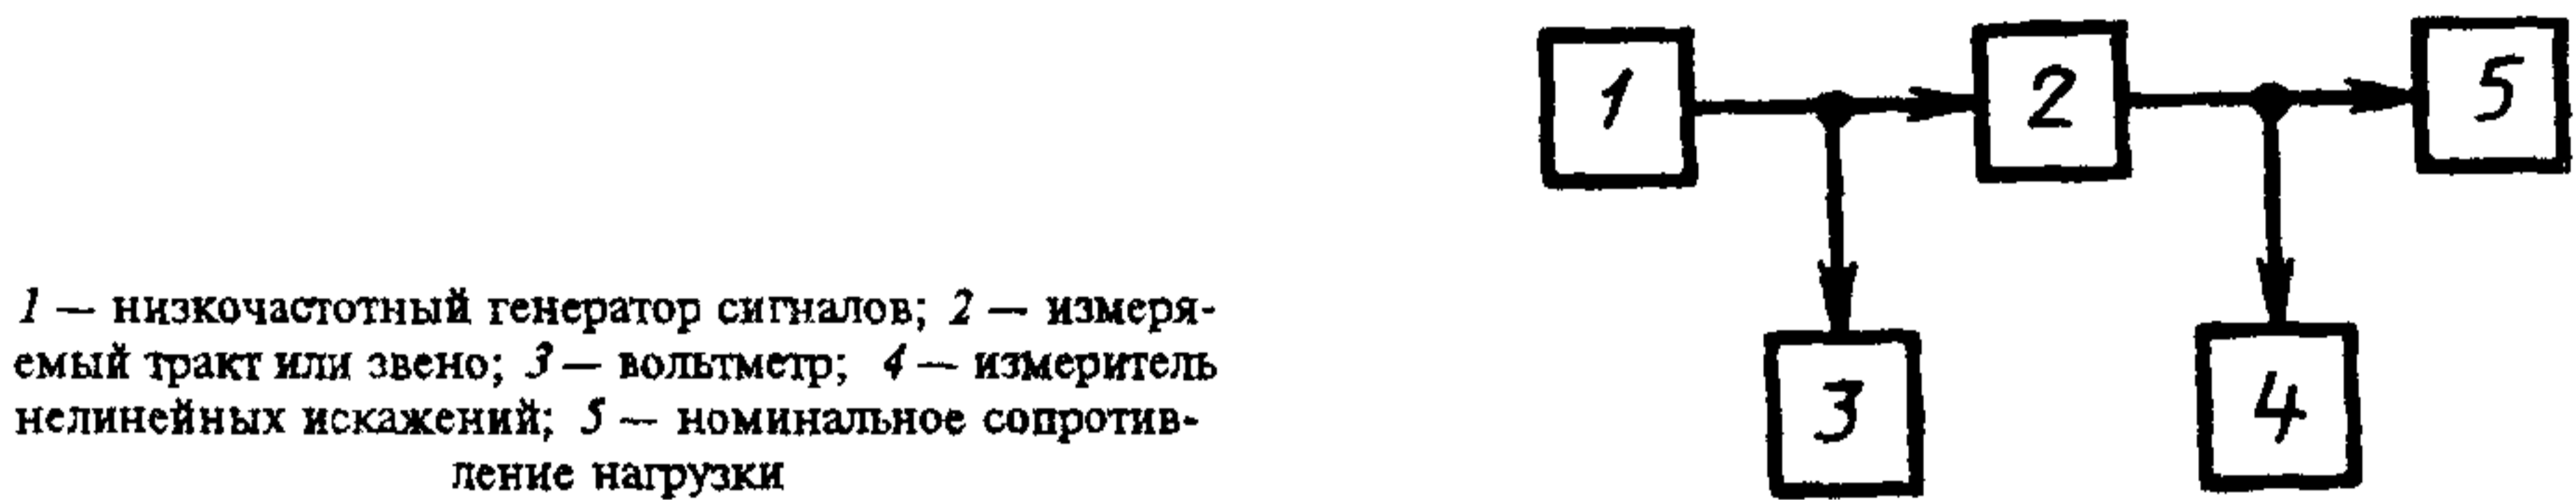 1 — низкочастотный генератор сигналов; 2 — измеря-
емый тракт или звено; 3 — вольтметр; 4 — измеритель
нелинейных искажений; 5 — номинальное сопротив-
ление нагрузки
1
2
5
3
4